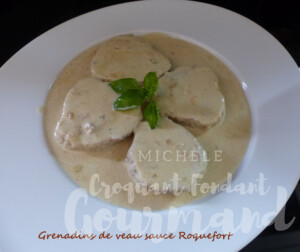 MICHÈLE
Croquant Fondant
Gourmand
Grenadins de veau sauce Roquefort